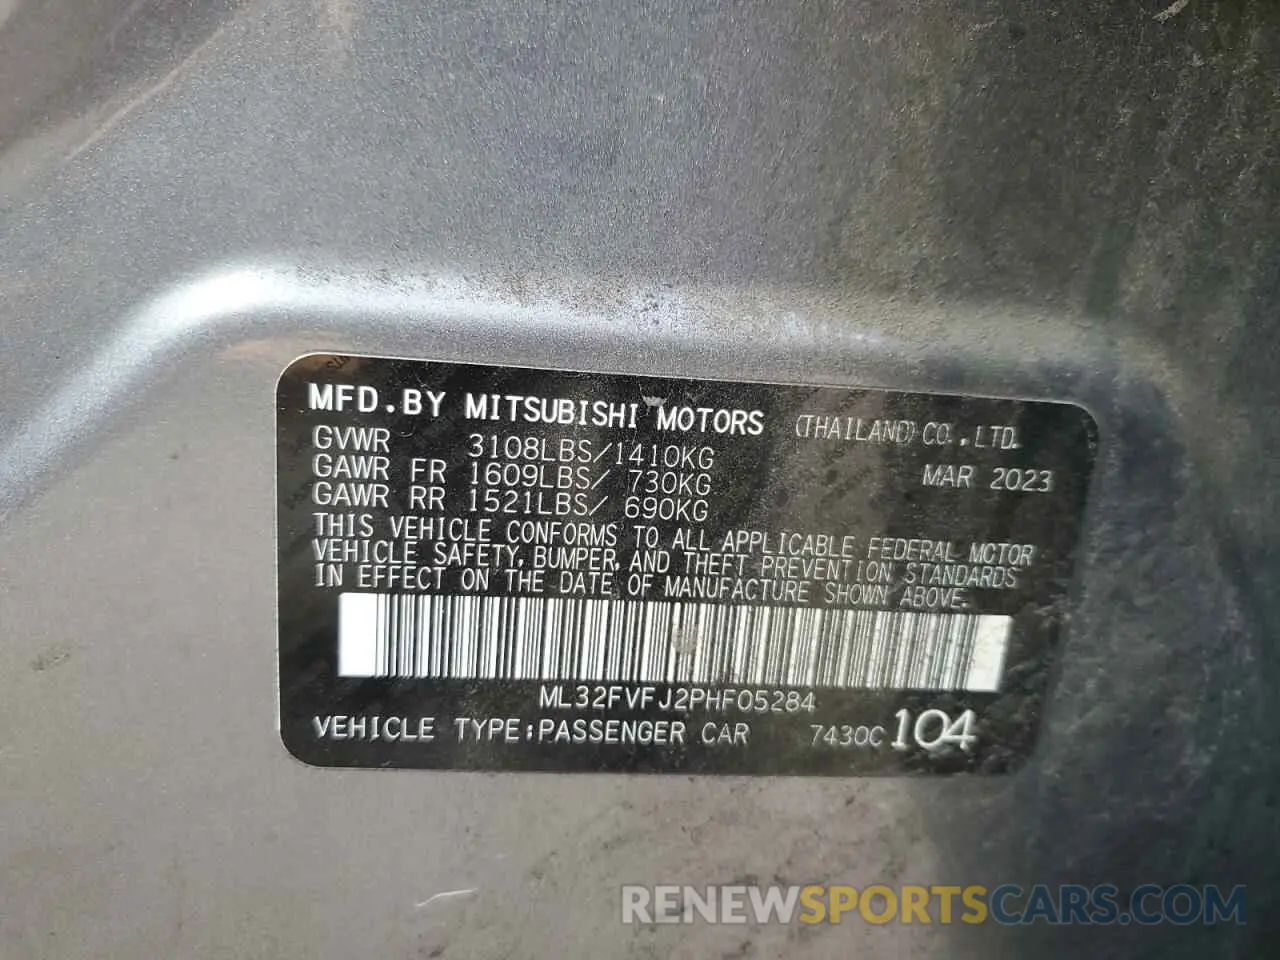 MFD.BY MITSUBISHI MOTORS (THAILAND) CO.,LTD.
GVWR 3108LBS/1410KG MAR 2023
GAWR FR 1609LBS/ 730KG
GAWR RR 1521LBS/ 690KG
THIS VEHICLE CONFORMS TO ALL APPLICABLE FEDERAL MOTOR
VEHICLE SAFETY, BUMPER, AND THEFT PREVENTION STANDARDS
IN EFFECT ON THE DATE OF MANUFACTURE SHOWN ABOVE.
ML32FVFJ2PHF05284
VEHICLE TYPE:PASSENGER CAR 7430C 104
RENEWSPORTSCARS.COM